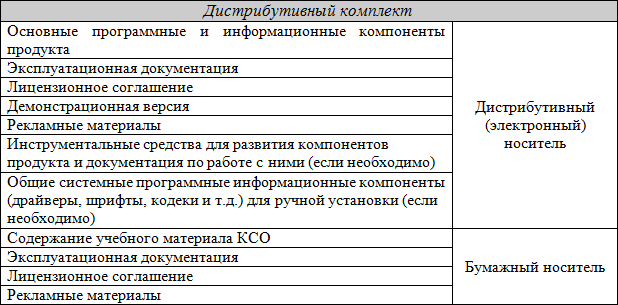 Дистрибутивный комплект
Основные программные и информационные компоненты
продукта
Эксплуатационная документация
Лицензионное соглашение
Демонстрационная версия
Рекламные материалы
Инструментальные средства для развития компонентов
продукта и документация по работе с ними (если необходимо)
Общие системные программные информационные компоненты
(драйверы, шрифты, кодеки и т.д.) для ручной установки (если
необходимо)
Дистрибутивный
(электронный)
носитель
Содержание учебного материала КСО
Эксплуатационная документация
Лицензионное соглашение
Рекламные материалы
Бумажный носитель